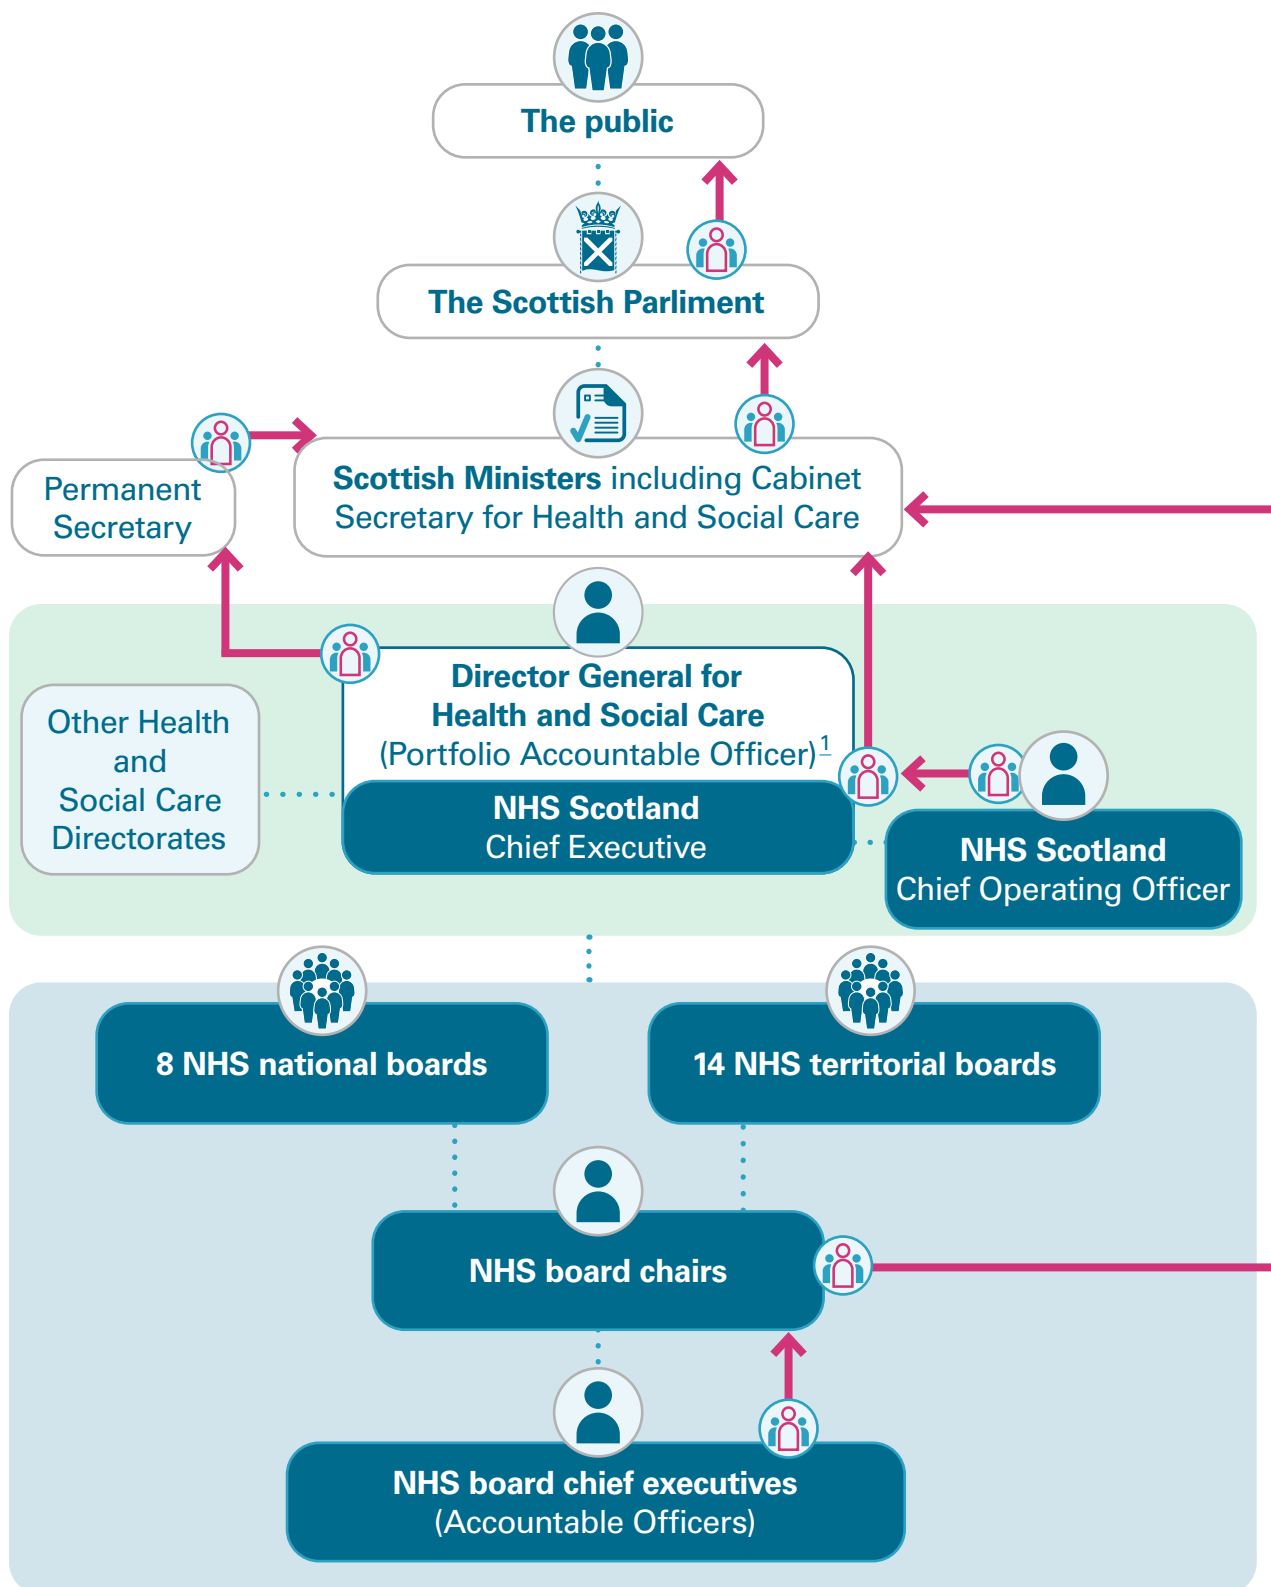 The public
The Scottish Parliment
Scottish Ministers including Cabinet
Secretary for Health and Social Care
Permanent
Secretary
Director General for
Health and Social Care
(Portfolio Accountable Officer)1
NHS Scotland
Chief Executive
Other Health
and
Social Care
Directorates
NHS Scotland
Chief Operating Officer
8 NHS national boards
14 NHS territorial boards
NHS board chairs
NHS board chief executives
(Accountable Officers)